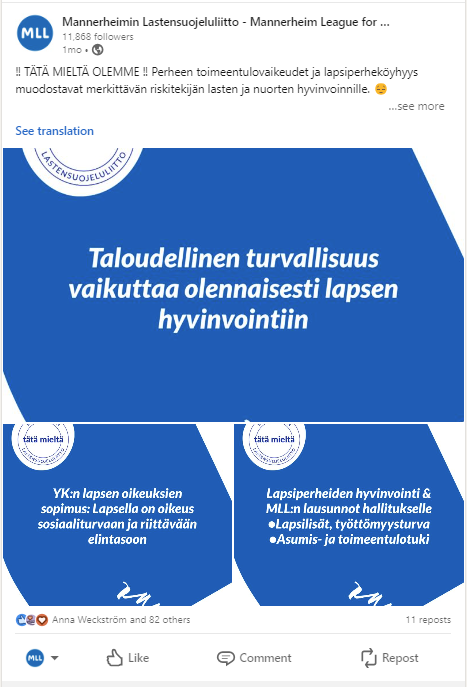 MLL
Mannerheimin Lastensuojeluliitto - Mannerheim League for ...
11,868 followers
1mo •
!! TÄTÄ MIELTÄ OLEMME !! Perheen toimeentulovaikeudet ja lapsiperheköyhyys
muodostavat merkittävän riskitekijän lasten ja nuorten hyvinvoinnille. 😔
...see more
See translation
LASTENSUOJELULIITTO
Taloudellinen turvallisuus
vaikuttaa olennaisesti lapsen
hyvinvointiin
tätä mieltä
LASTENSUOJELULIITTO
YK:n lapsen oikeuksien
sopimus: Lapsella on oikeus
sosiaaliturvaan ja riittävään
elintasoon
tätä mieltä
LASTENSUOJELULIITTO
Lapsiperheiden hyvinvointi &
MLL:n lausunnot hallitukselle
●Lapsilisät, työttömyysturva
●Asumis- ja toimeentulotuki
Anna Weckström and 82 others
11 reposts
MLL
Like
Comment
Repost